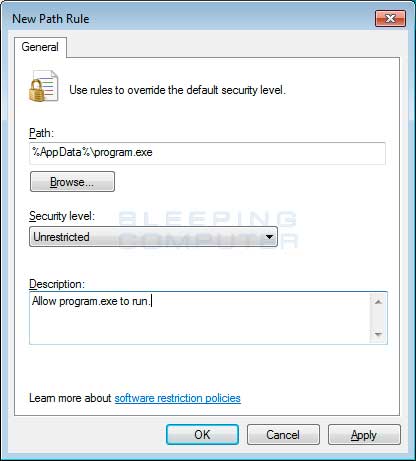 New Path Rule
General
Use rules to override the default security level.
Path:
%AppData%\program.exe
Browse...
Security level:
BLEEPING
COMPUTER
Unrestricted
Description:
Allow program.exe to run.
Learn more about software restriction policies
OK Cancel Apply